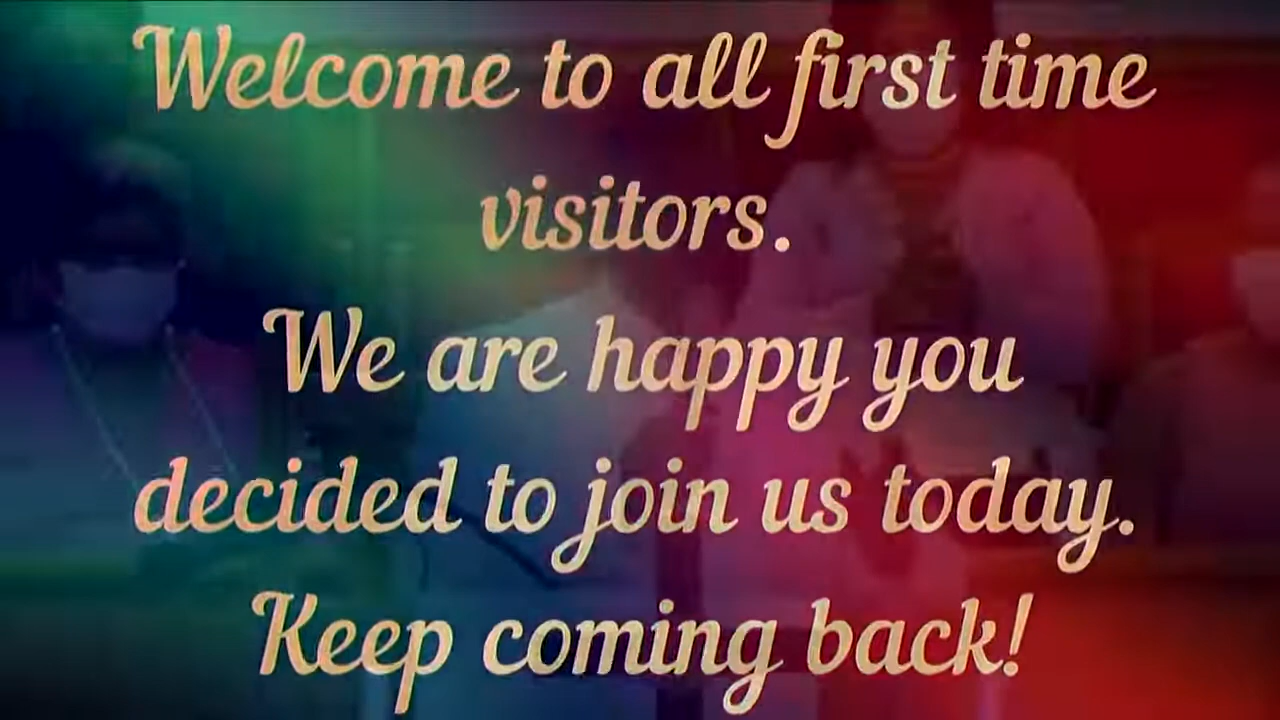 Welcome to all first time
visitors.
We are happy you
decided to join us today.
Keep coming back!